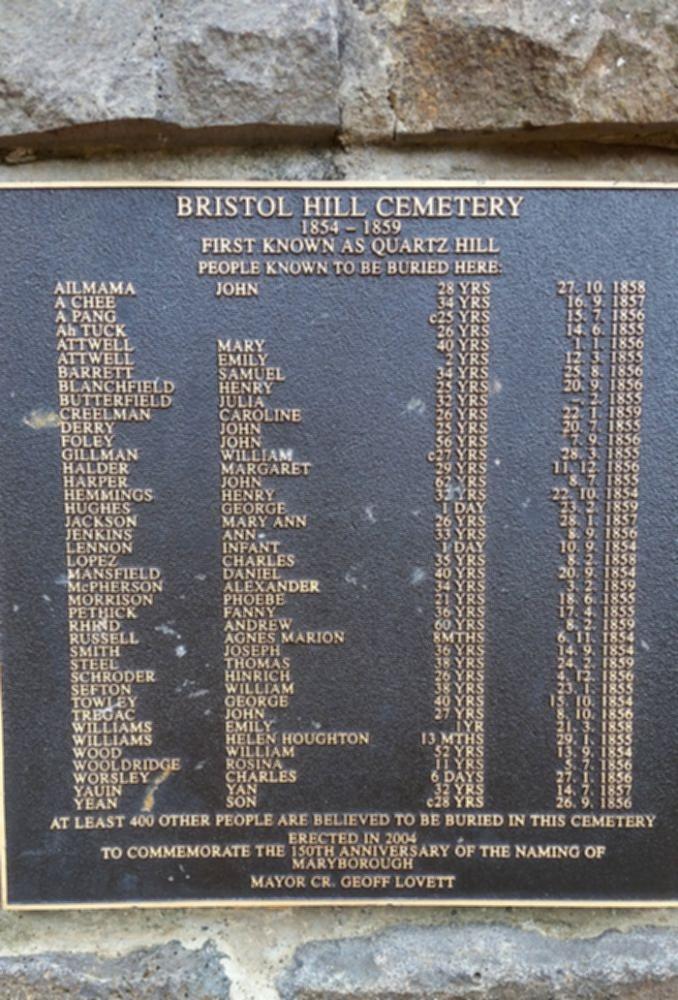 BRISTOL HILL CEMETERY
1854 – 1859
FIRST KNOWN AS QUARTZ HILL
PEOPLE KNOWN TO BE BURIED HERE:
AILMAMA JOHN 28 YRS 27. 10. 1858
A CHEE 34 YRS 16. 9. 1857
A PANG c25 YRS 15. 7. 1856
Ah TUCK 26 YRS 14. 6. 1855
ATTWELL MARY 40 YRS 1. 1. 1856
ATTWELL EMILY YRS 12. 3. 1855
BARRETT SAMUEL 34 YRS 25. 8. 1856
BLANCHFIELD HENRY 25 YRS 20. 9. 1856
BUTTERFIELD JULIA 32 YRS 1855
CREELMAN CAROLINE 26 YRS 22. 1. 1859
DERRY JOHN 25 YRS 20. 7. 1855
FOLEY JOHN 56 YRS 7. 9. 1856
GILLMAN WILLIAM c27 YRS 28. 3. 1855
HALDER MARGARET 29 YRS 11. 12. 1856
HARPER JOHN 62 YRS 8. 7. 1855
HEMMINGS HENRY 32 YRS 22. 10. 1854
HUGHES GEORGE 1 DAY 23. 2. 1859
JACKSON MARY ANN 26 YRS 28. 1. 1857
JENKINS ANN 33 YRS 8. 9. 1856
LENNON INFANT 1 DAY 10. 9. 1854
LOPEZ CHARLES 35 YRS 1858
MANSFIELD DANIEL 40 YRS 20. 9.
McPHERSON ALEXANDER 34 YRS 1859
MORRISON PHOEBE 21 YRS 18. 6. 1855
PETHICK FANNY 36 YRS 17. 4. 1855
RHIND ANDREW 60 YRS 8. 2. 1859
RUSSELL AGNES MARION 8MTHS 6. 11. 1854
SMITH JOSEPH 36 YRS 14. 9. 1854
STEEL THOMAS 38 YRS 24. 2. 1859
SCHRODER HINRICH 26 YRS 4. 12. 1856
SEFTON WILLIAM 38 YRS 23. 1. 1855
TOWLEY GEORGE 40 YRS 15. 10. 1854
TREGAC JOHN 27 YRS 8. 10. 1856
WILLIAMS EMILY 1YR 21. 3. 1858
WILLIAMS HELEN HOUGHTON 13 MTHS 29. 1.
WOOD WILLIAM 52 YRS 13. 9. 1854
WOOLDRIDGE ROSINA 11 YRS 5. 7. 1856
WORSLEY CHARLES 6 DAYS 27. 1. 1856
YAUIN YAN 32 YRS 14. 7. 1857
YEAN SON c28 YRS 26. 9. 1856
AT LEAST 400 OTHER PEOPLE ARE BELIEVED TO BE BURIED IN THIS CEMETERY
ERECTED IN 2004
TO COMMEMORATE THE 150TH ANNIVERSARY OF THE NAMING OF
MARYBOROUGH
MAYOR CR. GEOFF LOVETT